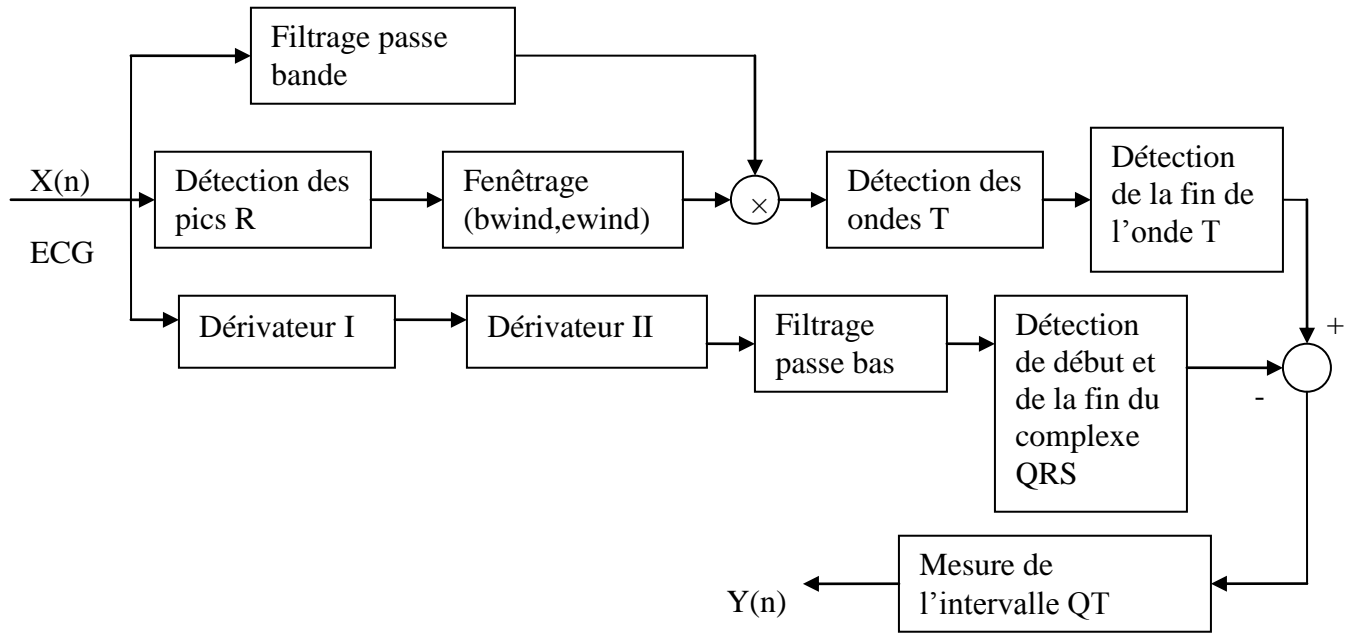 Filtrage passe
bande
X(n)
ECG
Détection des
pics R
Fenêtrage
(bwind,ewind)
×
Détection des
ondes T
Détection
de la fin de
l’onde T
Dérivateur I
Dérivateur II
Filtrage
passe bas
Détection
de début et
de la fin du
complexe
QRS
+
-
Mesure de
l’intervalle QT
Y(n)